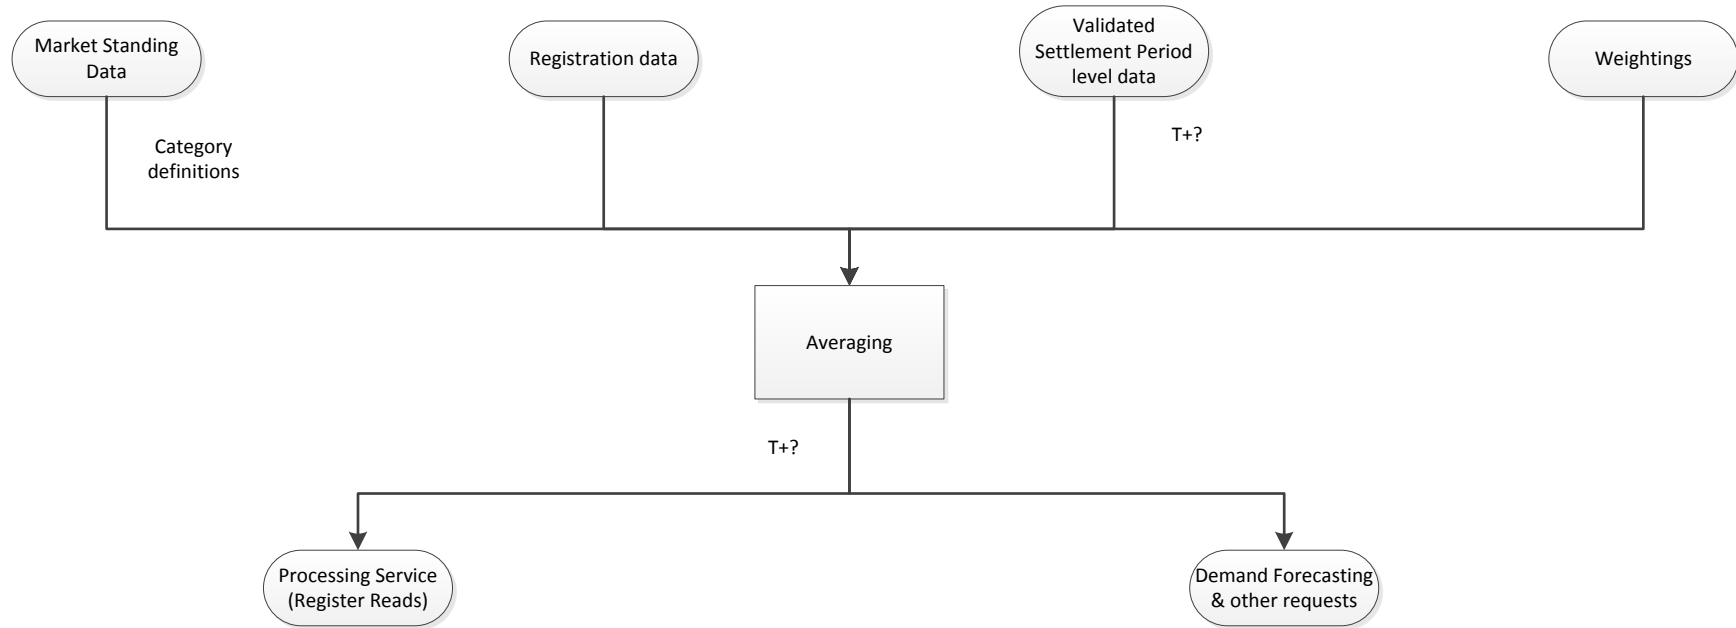 Market Standing
Data
Registration data
Validated
Settlement Period
level data
Weightings
Category
definitions
T+?
Averaging
T+?
Processing Service
(Register Reads)
Demand Forecasting
& other requests